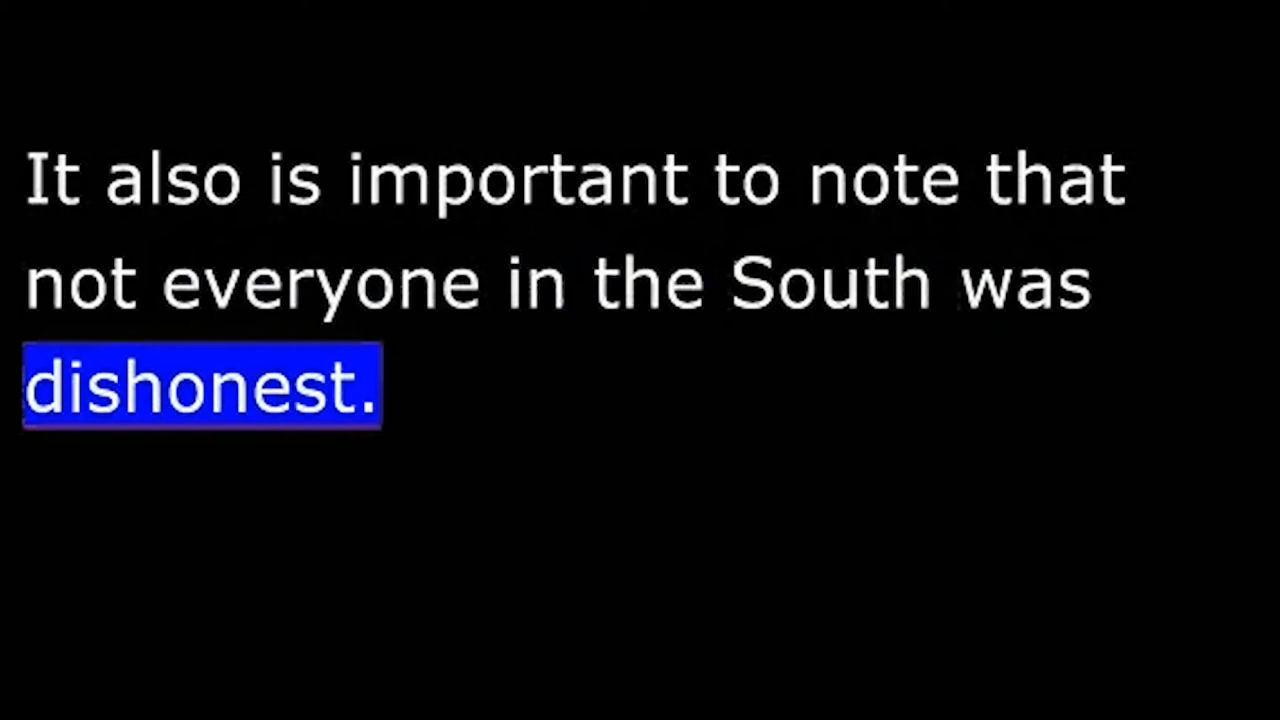 It also is important to note that
not everyone in the South was
dishonest.